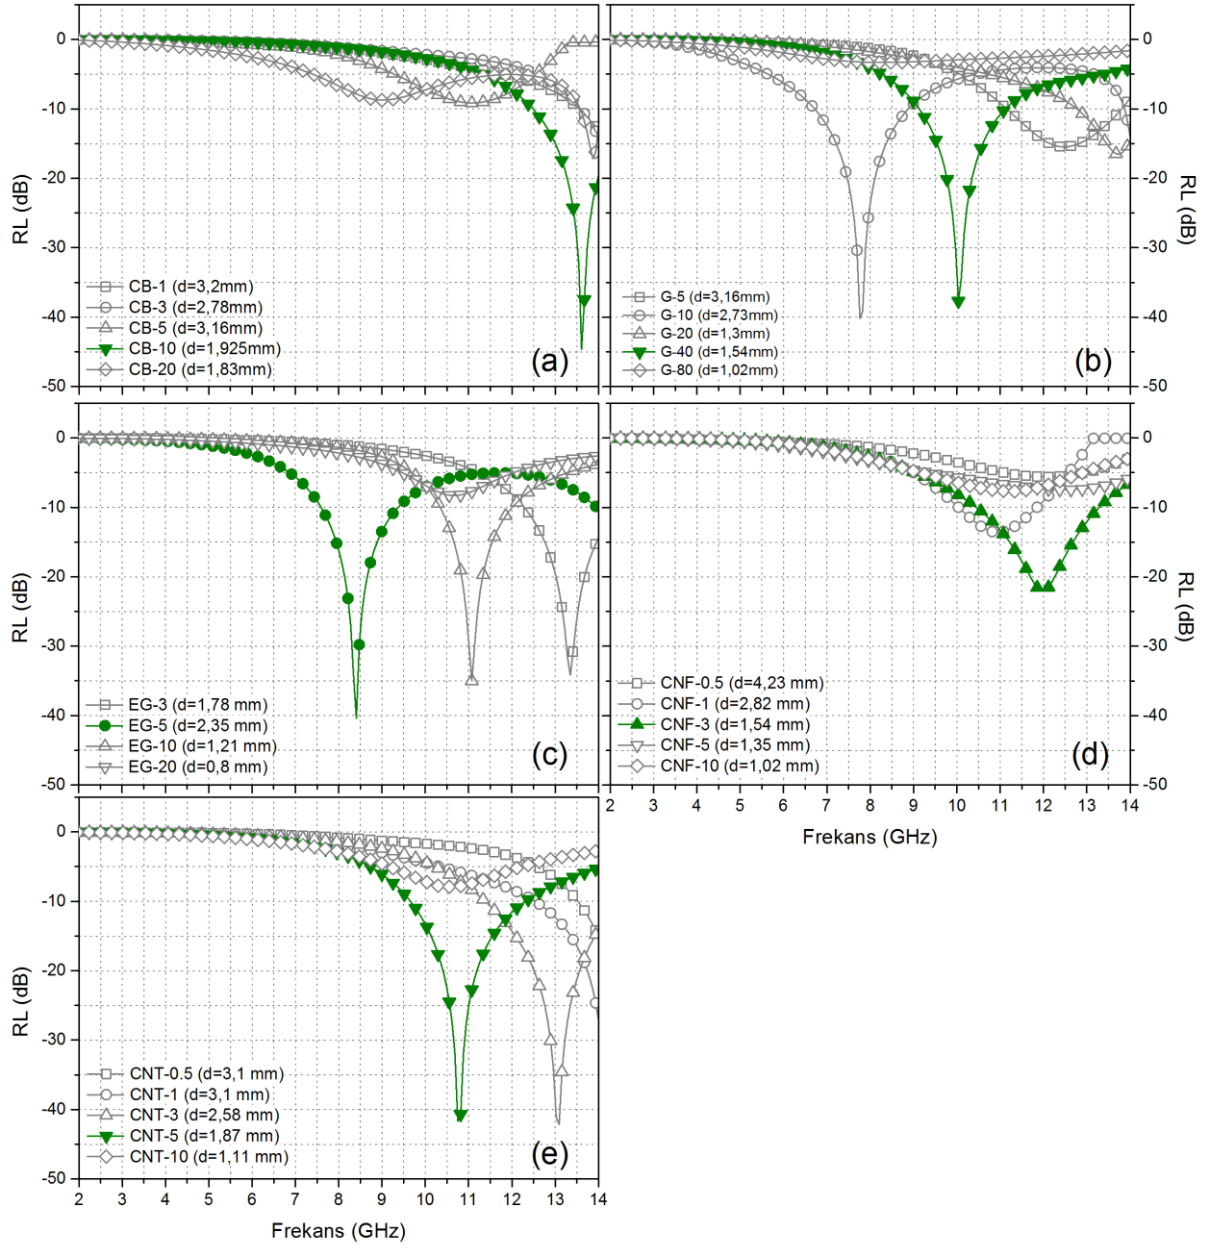 0
-10
-20
-30
-40
-50
RL (dB)
CB-1 (d=3,2mm)
CB-3 (d=2,78mm)
CB-5 (d=3,16mm)
CB-10 (d=1,925mm)
CB-20 (d=1,83mm)
(a)
0
-10
-20
-30
-40
-50
RL (dB)
G-5 (d=3,16mm)
G-10 (d=2,73mm)
G-20 (d=1,3mm)
G-40 (d=1,54mm)
G-80 (d=1,02mm)
(b)
0
-10
-20
-30
-40
-50
RL (dB)
EG-3 (d=1,78 mm)
EG-5 (d=2,35 mm)
EG-10 (d=1,21 mm)
EG-20 (d=0,8 mm)
(c)
0
-10
-20
-30
-40
-50
RL (dB)
CNF-0.5 (d=4,23 mm)
CNF-1 (d=2,82 mm)
CNF-3 (d=1,54 mm)
CNF-5 (d=1,35 mm)
CNF-10 (d=1,02 mm)
(d)
2 3 4 5 6 7 8 9 10 11 12 13 14
Frekans (GHz)
0
-10
-20
-30
-40
-50
RL (dB)
CNT-0.5 (d=3,1 mm)
CNT-1 (d=3,1 mm)
CNT-3 (d=2,58 mm)
CNT-5 (d=1,87 mm)
CNT-10 (d=1,11 mm)
(e)
2 3 4 5 6 7 8 9 10 11 12 13 14
Frekans (GHz)